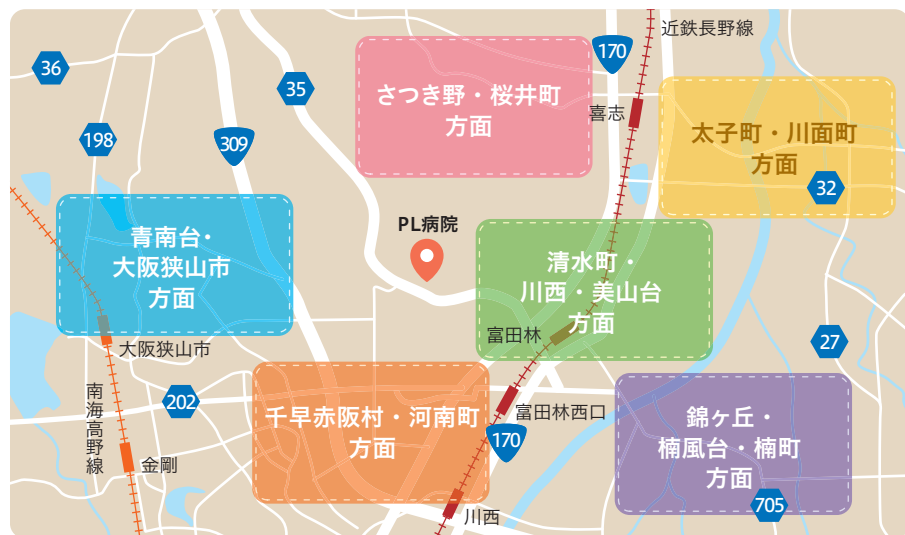 近鉄長野線
170
36
35
さつき野・桜井町
方面
喜志
太子町・川面町
方面
32
198
309
PL病院
青南台・
大阪狭山市
方面
清水町・
川西・美山台
方面
富田林
大阪狭山市
27
南海高野線
202
千早赤阪村・河南町
方面
富田林西口
170
錦ヶ丘・
楠風台・楠町
方面
金剛
705
川西